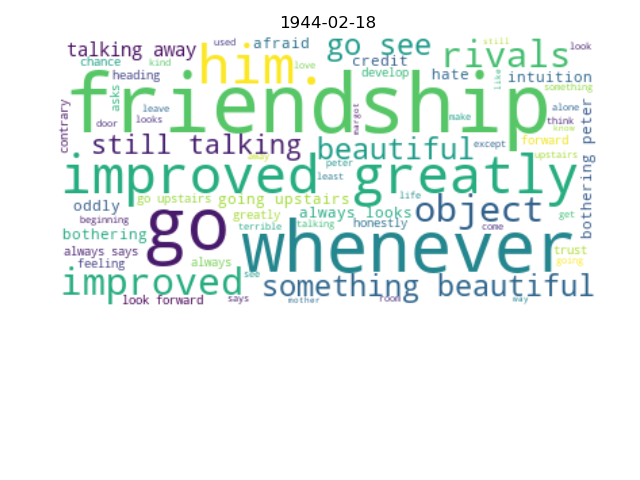 1944-02-18
talking away
him.
afraid
used
go see
rivals
still
look
chance
kind
love
credit
heading
develop
hate
like
intuition
something
asks
friendship
contrary
leave
looks
door
margot
make
alone
think
know
still talking
beautiful
except
forward
upstairs
bothering peter
away
peter
least
improved greatly
life
go upstairs
going upstairs
oddly
beginning
go
greatly
always looks
object
get
bothering
terrible
talking
honestly
come
whenever
always says
feeling
always
trust
going
improved
see
something beautiful
look forward
says
mother
room
way